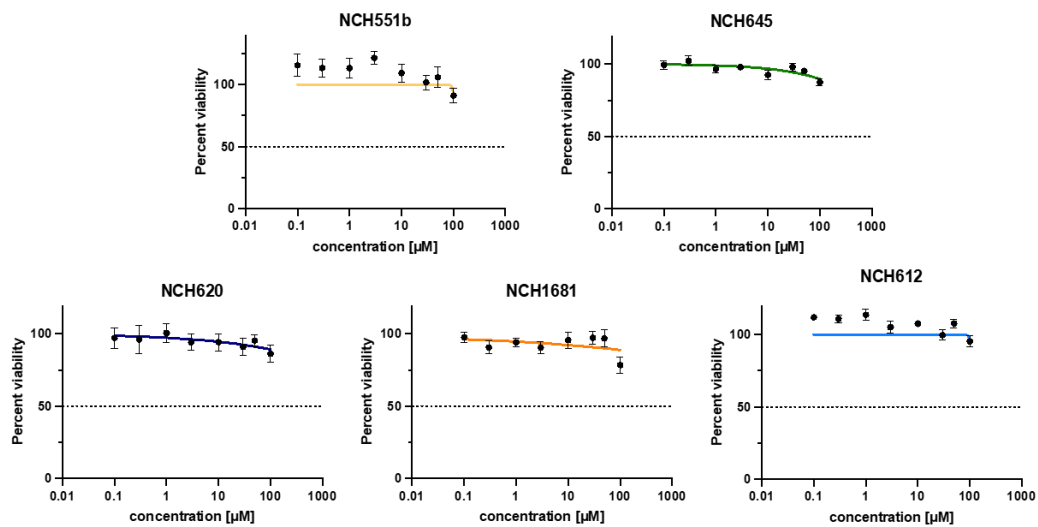 NCH551b
Percent viability
100
50
0
0.01 0.1 1 10 100 1000
concentration [µM]
NCH645
Percent viability
100
50
0
0.01 0.1 1 10 100 1000
concentration [µM]
NCH620
Percent viability
100
50
0
0.01 0.1 1 10 100 1000
concentration [µM]
NCH1681
Percent viability
100
50
0
0.01 0.1 1 10 100 1000
concentration [µM]
NCH612
Percent viability
100
50
0
0.01 0.1 1 10 100 1000
concentration [µM]